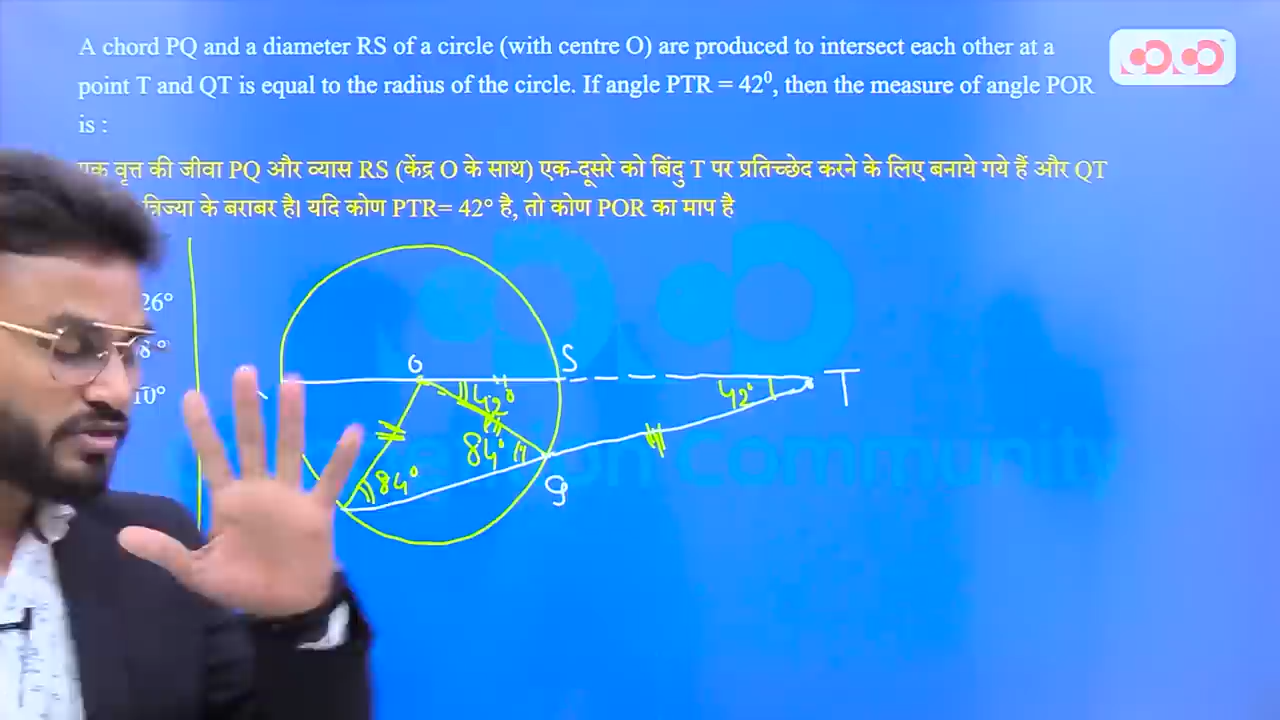 A chord PQ and a diameter RS of a circle (with centre O) are produced to intersect each other at a
point T and QT is equal to the radius of the circle. If angle PTR = 42⁰, then the measure of angle POR
is :
एक वृत्त की जीवा PQ और व्यास RS (केंद्र O के साथ) एक-दूसरे को बिंदु T पर प्रतिच्छेद करने के लिए बनाये गये हैं और QT
त्रिज्या के बराबर है। यदि कोण PTR= 42° है, तो कोण POR का माप है
26°
8°
10°
O
S
T
42°
42°
84°
84°
Q
Community